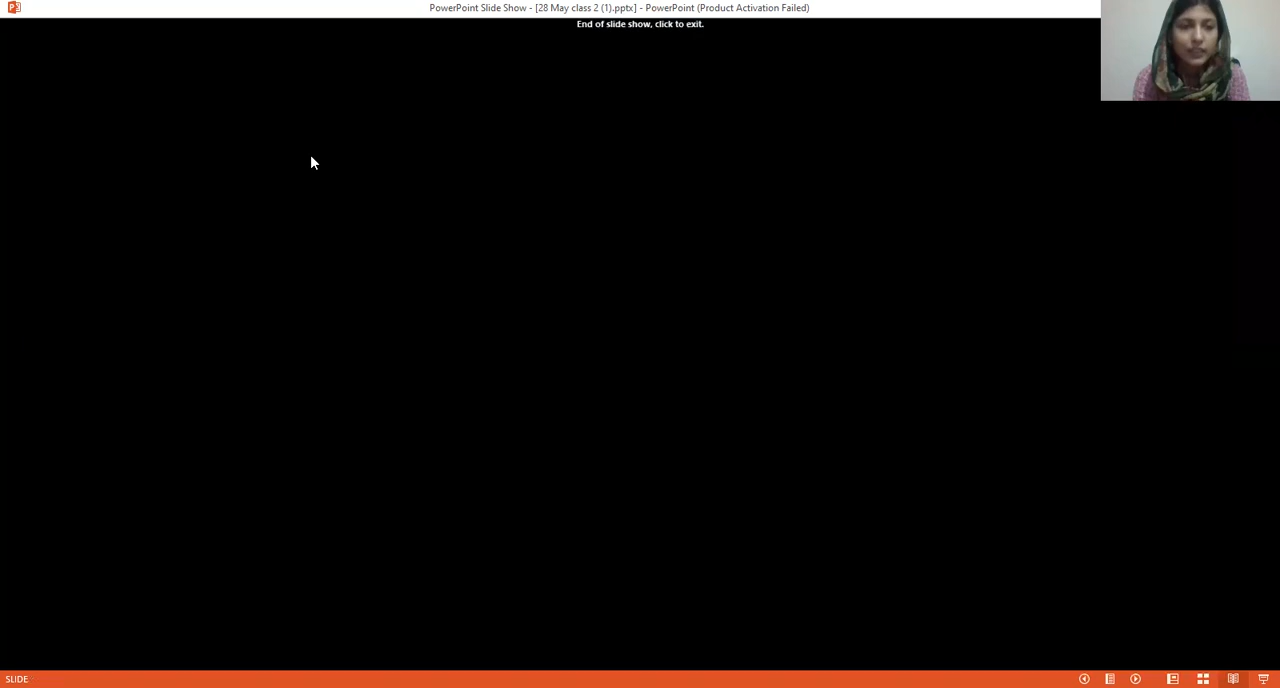 PowerPoint Slide Show - [28 May class 2 (1).pptx] - PowerPoint (Product Activation Failed)
End of slide show, click to exit.
SLIDE